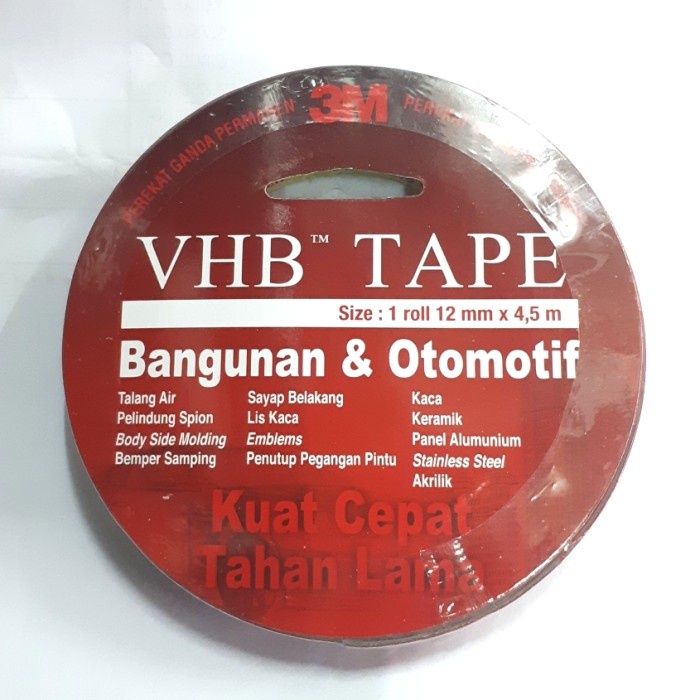 PEREKAT GANDA PERMANEN 3M PEREKAT
VHB™ TAPE
Size : 1 roll 12 mm x 4,5 m
Bangunan & Otomotif
Talang Air
Pelindung Spion
Body Side Molding
Bemper Samping
Sayap Belakang
Lis Kaca
Emblems
Penutup Pegangan Pintu
Kaca
Keramik
Panel Alumunium
Stainless Steel
Akrilik
Kuat Cepat
Tahan Lama